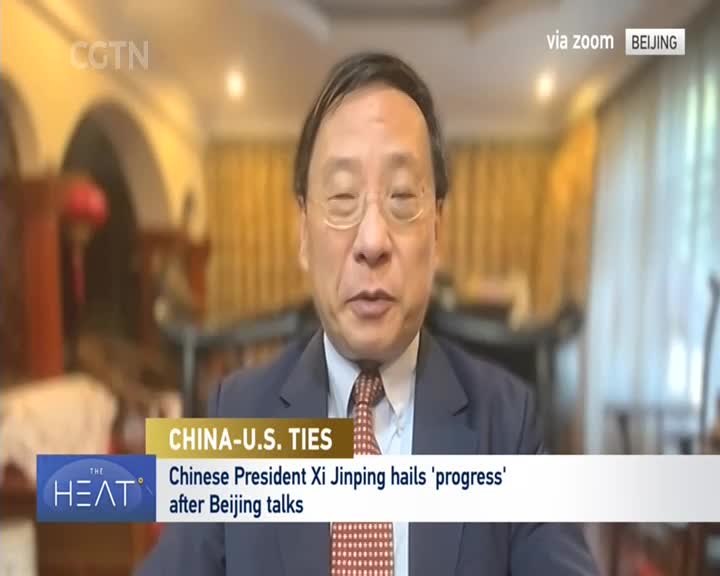 CGTN
via zoom BEIJING
CHINA-U.S. TIES
THE
HEAT
Chinese President Xi Jinping hails 'progress'
after Beijing talks